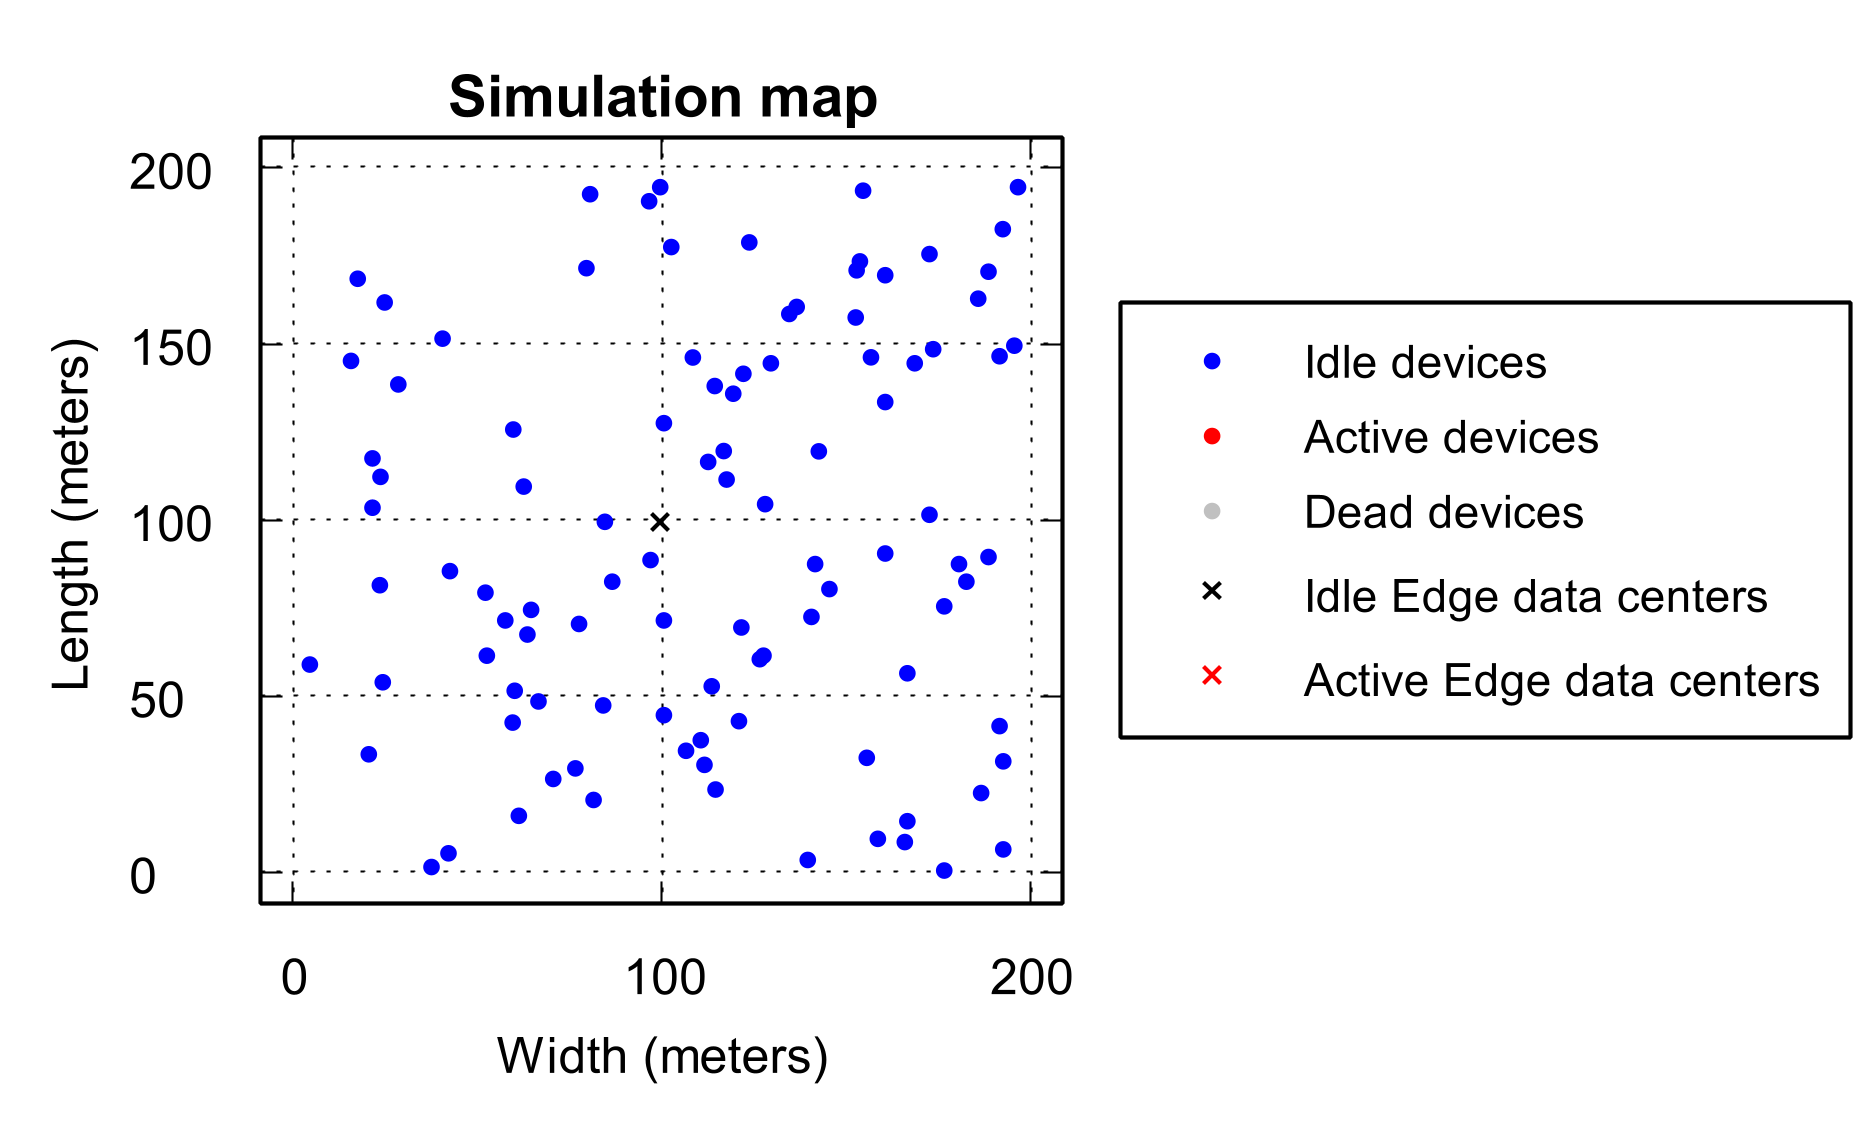 Simulation map
200
150
100
50
0
Length (meters)
0 100 200
Width (meters)
Idle devices
Active devices
Dead devices
Idle Edge data centers
Active Edge data centers